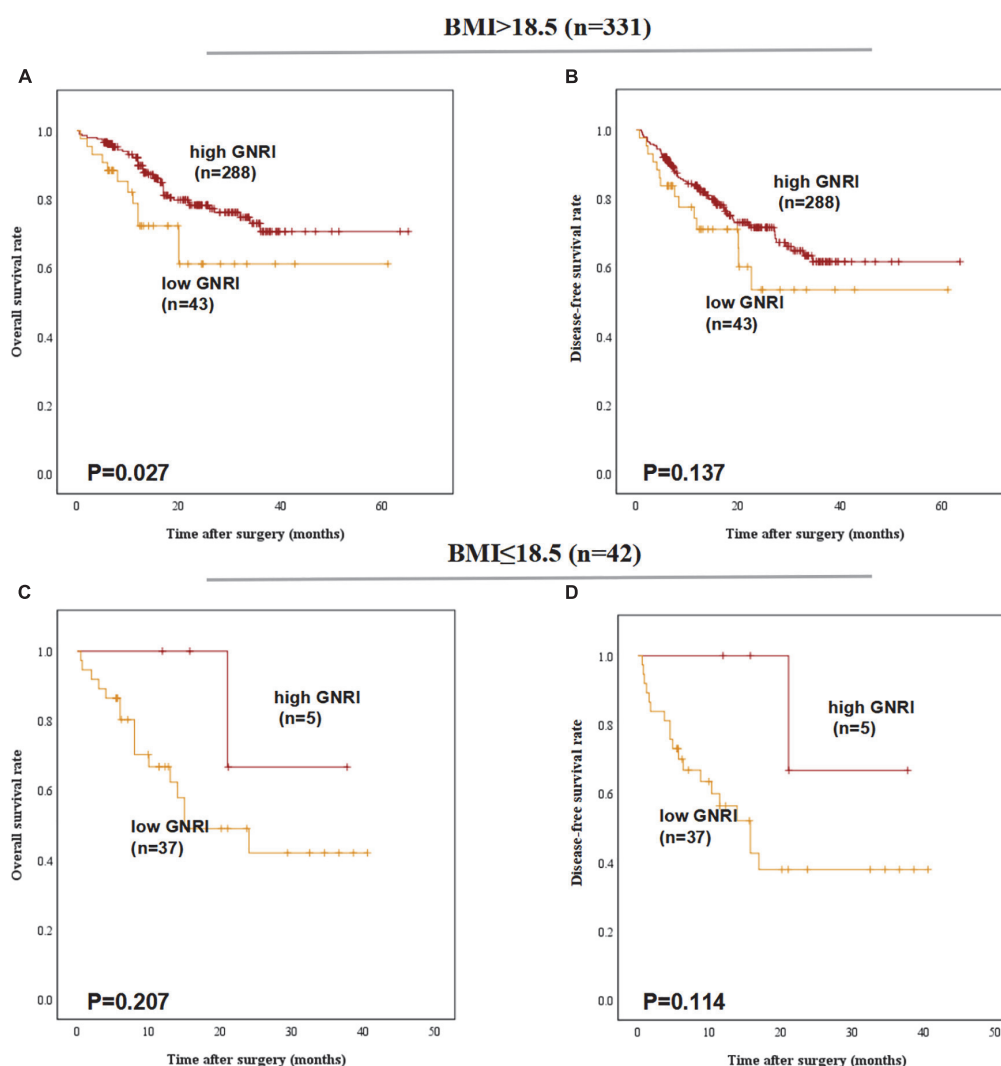 BMI>18.5 (n=331)
A
B
Overall survival rate
1.0
0.8
0.6
0.4
0.2
0.0
high GNRI
(n=288)
low GNRI
(n=43)
P=0.027
0
20
40
60
Time after surgery (months)
Disease-free survival rate
1.0
0.8
0.6
0.4
0.2
0.0
high GNRI
(n=288)
low GNRI
(n=43)
P=0.137
0
20
40
60
Time after surgery (months)
BMI≤18.5 (n=42)
C
D
Overall survival rate
1.0
0.8
0.6
0.4
0.2
0.0
high GNRI
(n=5)
low GNRI
(n=37)
P=0.207
0
10
20
30
40
50
Time after surgery (months)
Disease-free survival rate
1.0
0.8
0.6
0.4
0.2
0.0
high GNRI
(n=5)
low GNRI
(n=37)
P=0.114
0
10
20
30
40
50
Time after surgery (months)